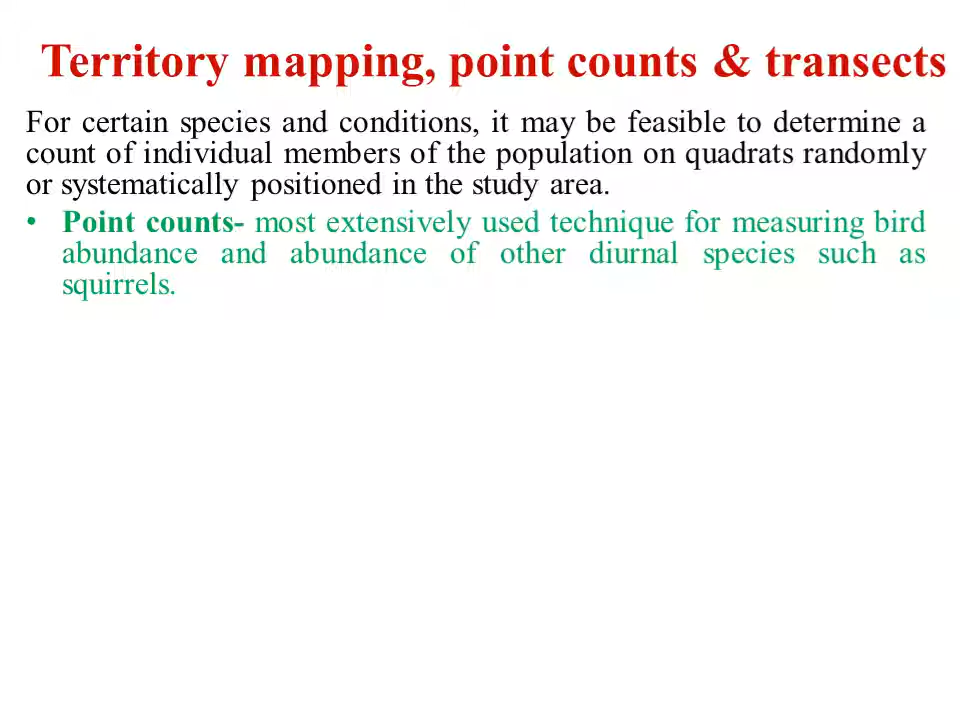 Territory mapping, point counts & transects
For certain species and conditions, it may be feasible to determine a
count of individual members of the population on quadrats randomly
or systematically positioned in the study area.
• Point counts- most extensively used technique for measuring bird
abundance and abundance of other diurnal species such as
squirrels.